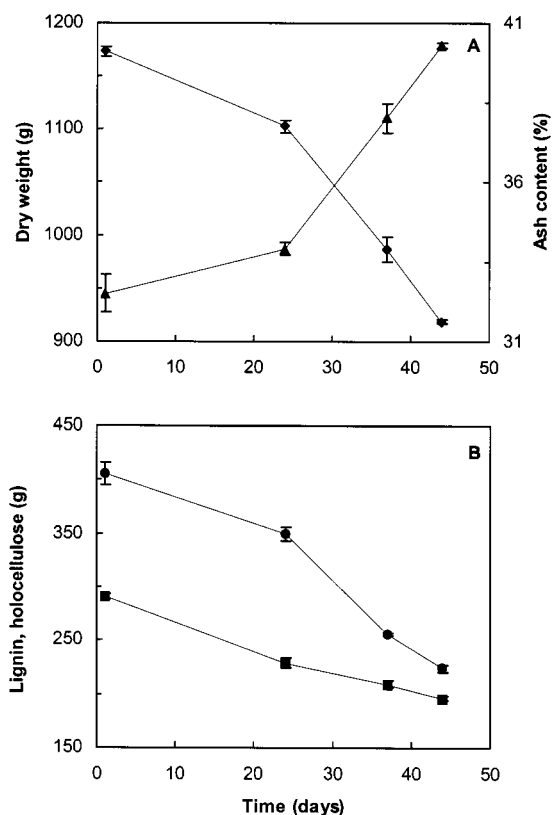 A
Dry weight (g)
1200
1100
1000
900
Ash content (%)
41
36
31
0 10 20 30 40 50
B
Lignin, holocellulose (g)
450
350
250
150
0 10 20 30 40 50
Time (days)